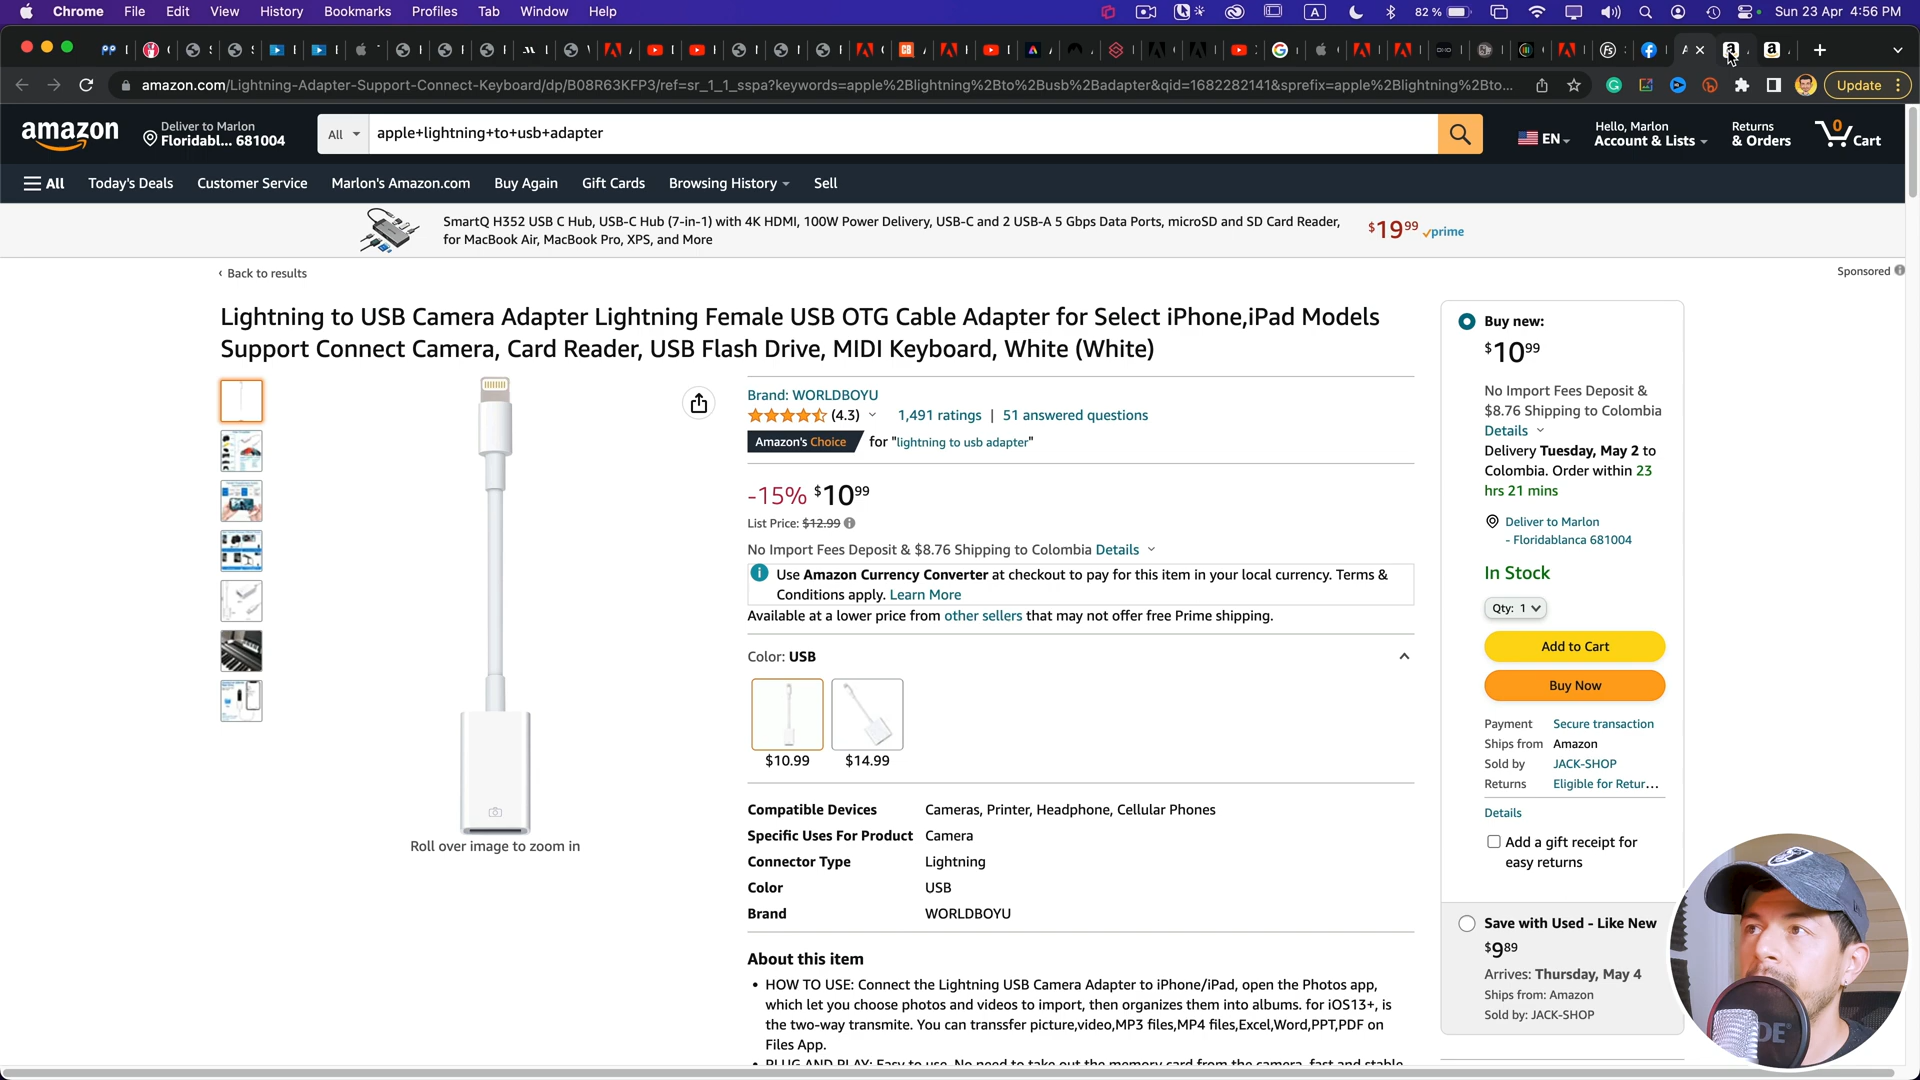 Chrome File Edit View History Bookmarks Profiles Tab Window Help 82 % Sun 23 Apr 4:56 PM
amazon.com/Lightning-Adapter-Support-Connect-Keyboard/dp/B08R63KFP3/ref=sr_1_1_sspa?keywords=apple%2Blightning%2Bto%2Busb%2Badapter&qid=1682282141&sprefix=apple%2Blightning%2Bto... Update
amazon Deliver to Marlon
Floridabl... 681004
All apple+lightning+to+usb+adapter EN
Hello, Marlon
Account & Lists
Returns
& Orders
0
Cart
All Today's Deals Customer Service Marlon's Amazon.com Buy Again Gift Cards Browsing History Sell
SmartQ H352 USB C Hub, USB-C Hub (7-in-1) with 4K HDMI, 100W Power Delivery, USB-C and 2 USB-A 5 Gbps Data Ports, microSD and SD Card Reader,
for MacBook Air, MacBook Pro, XPS, and More
$19 99 prime
‹ Back to results
Sponsored
Lightning to USB Camera Adapter Lightning Female USB OTG Cable Adapter for Select iPhone,iPad Models
Support Connect Camera, Card Reader, USB Flash Drive, MIDI Keyboard, White (White)
Roll over image to zoom in
Brand: WORLDBOYU
(4.3) 1,491 ratings | 51 answered questions
Amazon's Choice for "lightning to usb adapter"
-15% $10 99
List Price: $12.99
No Import Fees Deposit & $8.76 Shipping to Colombia Details
Use Amazon Currency Converter at checkout to pay for this item in your local currency. Terms &
Conditions apply. Learn More
Available at a lower price from other sellers that may not offer free Prime shipping.
Color: USB
$10.99 $14.99
Compatible Devices Cameras, Printer, Headphone, Cellular Phones
Specific Uses For Product Camera
Connector Type Lightning
Color USB
Brand WORLDBOYU
About this item
• HOW TO USE: Connect the Lightning USB Camera Adapter to iPhone/iPad, open the Photos app,
which let you choose photos and videos to import, then organizes them into albums. for iOS13+, is
the two-way transmite. You can transsfer picture,video,MP3 files,MP4 files,Excel,Word,PPT,PDF on
Files App.
• PLUG AND PLAY: Easy to use. No need to take out the memory card from the camera, fast and stable
Buy new:
$10 99
No Import Fees Deposit &
$8.76 Shipping to Colombia
Details
Delivery Tuesday, May 2 to
Colombia. Order within 23
hrs 21 mins
Deliver to Marlon
- Floridablanca 681004
In Stock
Qty: 1
Add to Cart
Buy Now
Payment Secure transaction
Ships from Amazon
Sold by JACK-SHOP
Returns Eligible for Retur...
Details
Add a gift receipt for
easy returns
Save with Used - Like New
$9 89
Arrives: Thursday, May 4
Ships from: Amazon
Sold by: JACK-SHOP